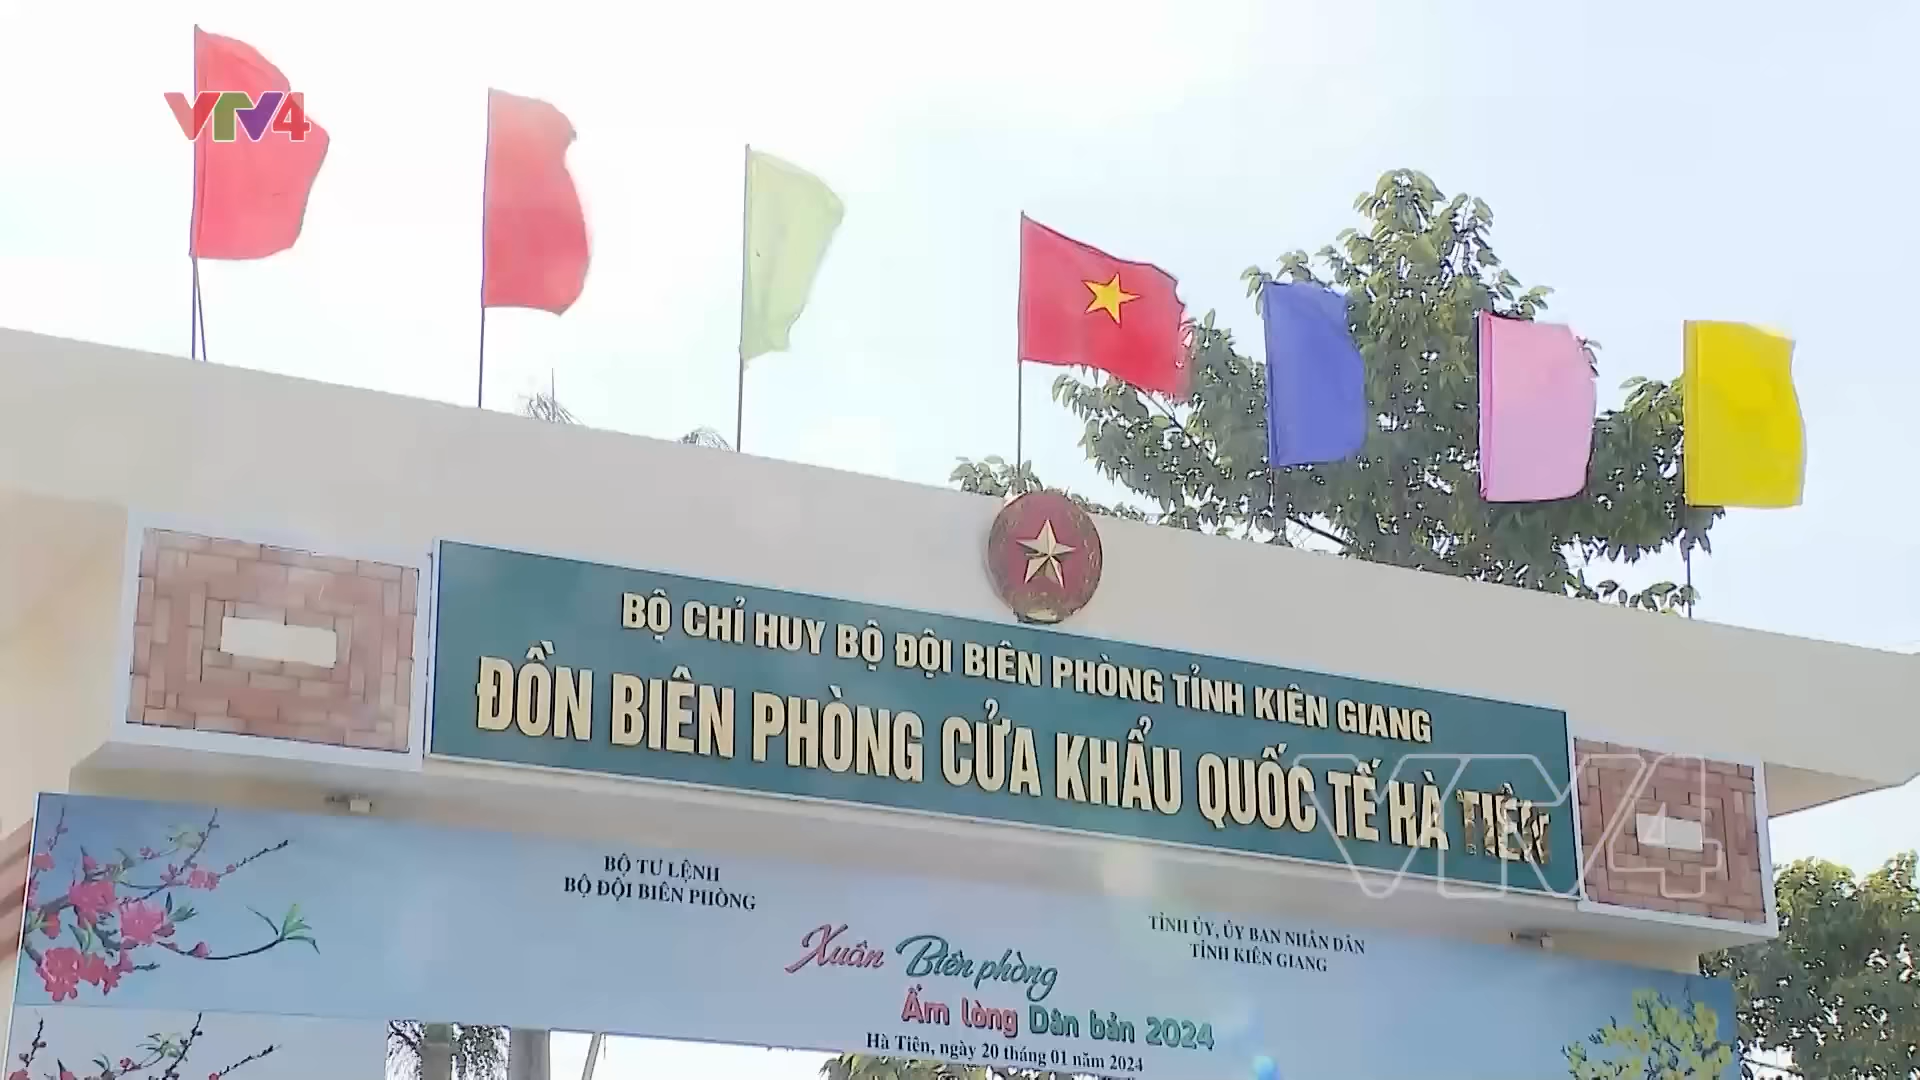 VTV4
BỘ CHỈ HUY BỘ ĐỘI BIÊN PHÒNG TỈNH KIÊN GIANG
ĐỒN BIÊN PHÒNG CỬA KHẨU QUỐC TẾ HÀ TIÊN
VTV4
BỘ TƯ LỆNH
BỘ ĐỘI BIÊN PHÒNG
TỈNH ỦY, ỦY BAN NHÂN DÂN
TỈNH KIÊN GIANG
Xuân Biên phòng
Ấm lòng Dân bản 2024
Hà Tiên, ngày 20 tháng 01 năm 2024